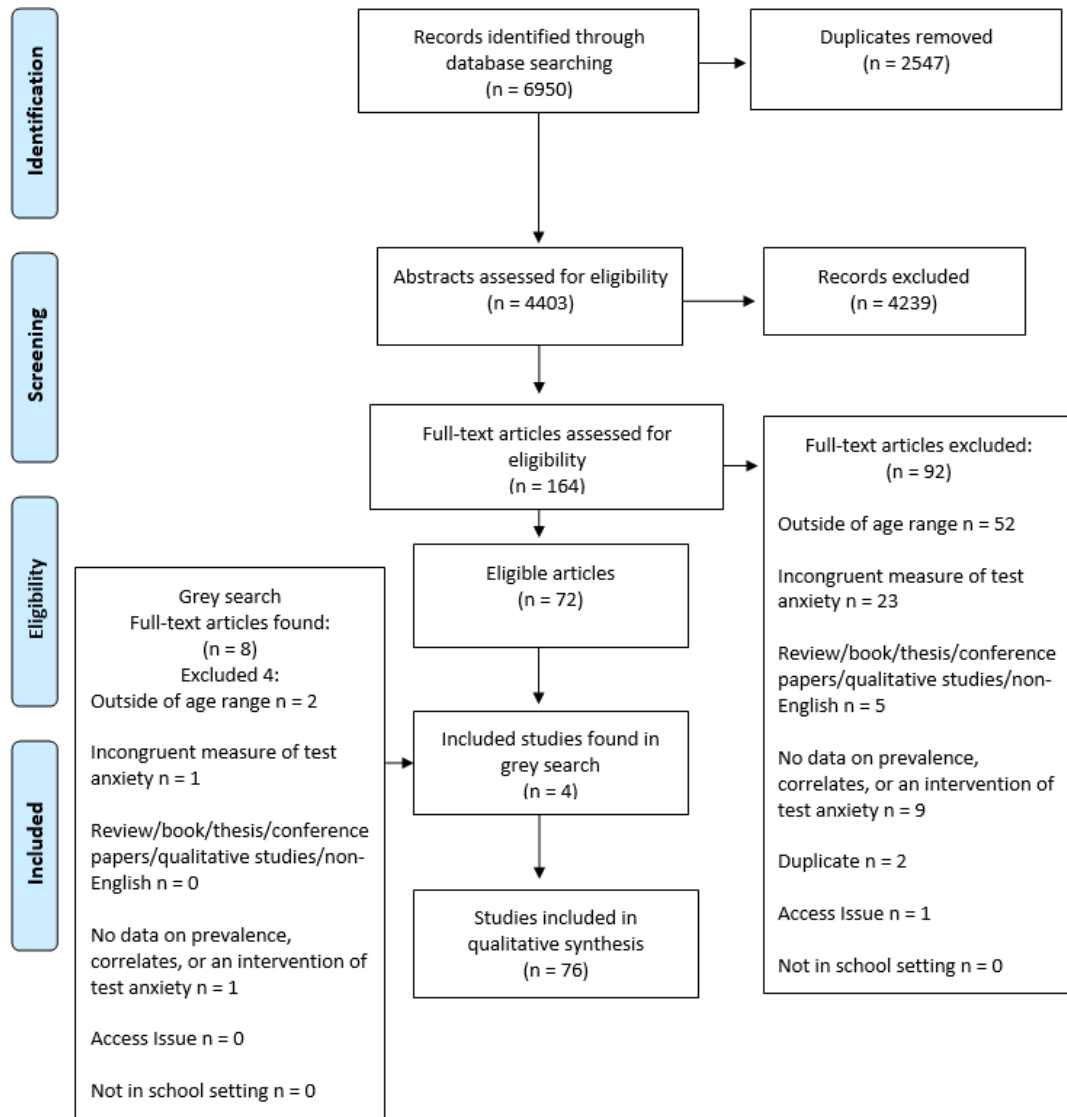 Identification
Records identified through
database searching
(n = 6950)
Duplicates removed
(n = 2547)
Screening
Abstracts assessed for eligibility
(n = 4403)
Records excluded
(n = 4239)
Full-text articles assessed for
eligibility
(n = 164)
Full-text articles excluded:
(n = 92)
Outside of age range n = 52
Incongruent measure of test
anxiety n = 23
Review/book/thesis/conference
papers/qualitative studies/non-
English n = 5
No data on prevalence,
correlates, or an intervention of
test anxiety n = 9
Duplicate n = 2
Access Issue n = 1
Not in school setting n = 0
Eligibility
Eligible articles
(n = 72)
Grey search
Full-text articles found:
(n = 8)
Excluded 4:
Outside of age range n = 2
Incongruent measure of test
anxiety n = 1
Review/book/thesis/conference
papers/qualitative studies/non-
English n = 0
No data on prevalence,
correlates, or an intervention of
test anxiety n = 1
Access Issue n = 0
Not in school setting n = 0
Included
Included studies found in
grey search
(n = 4)
Studies included in
qualitative synthesis
(n = 76)